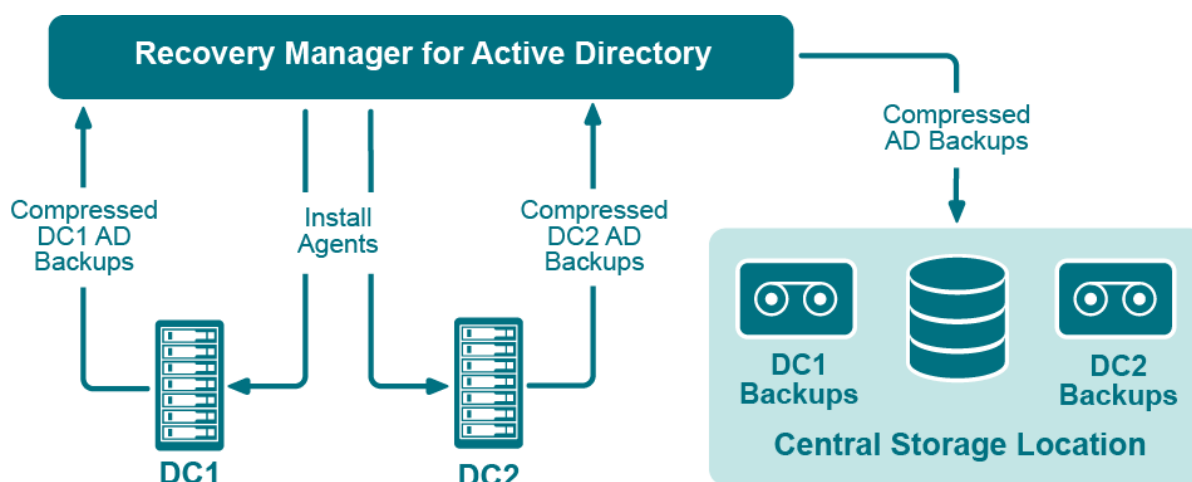 Recovery Manager for Active Directory
Compressed
AD Backups
Compressed
DC1 AD
Backups
Install
Agents
Compressed
DC2 AD
Backups
DC1
Backups
DC2
Backups
Central Storage Location
DC1
DC2